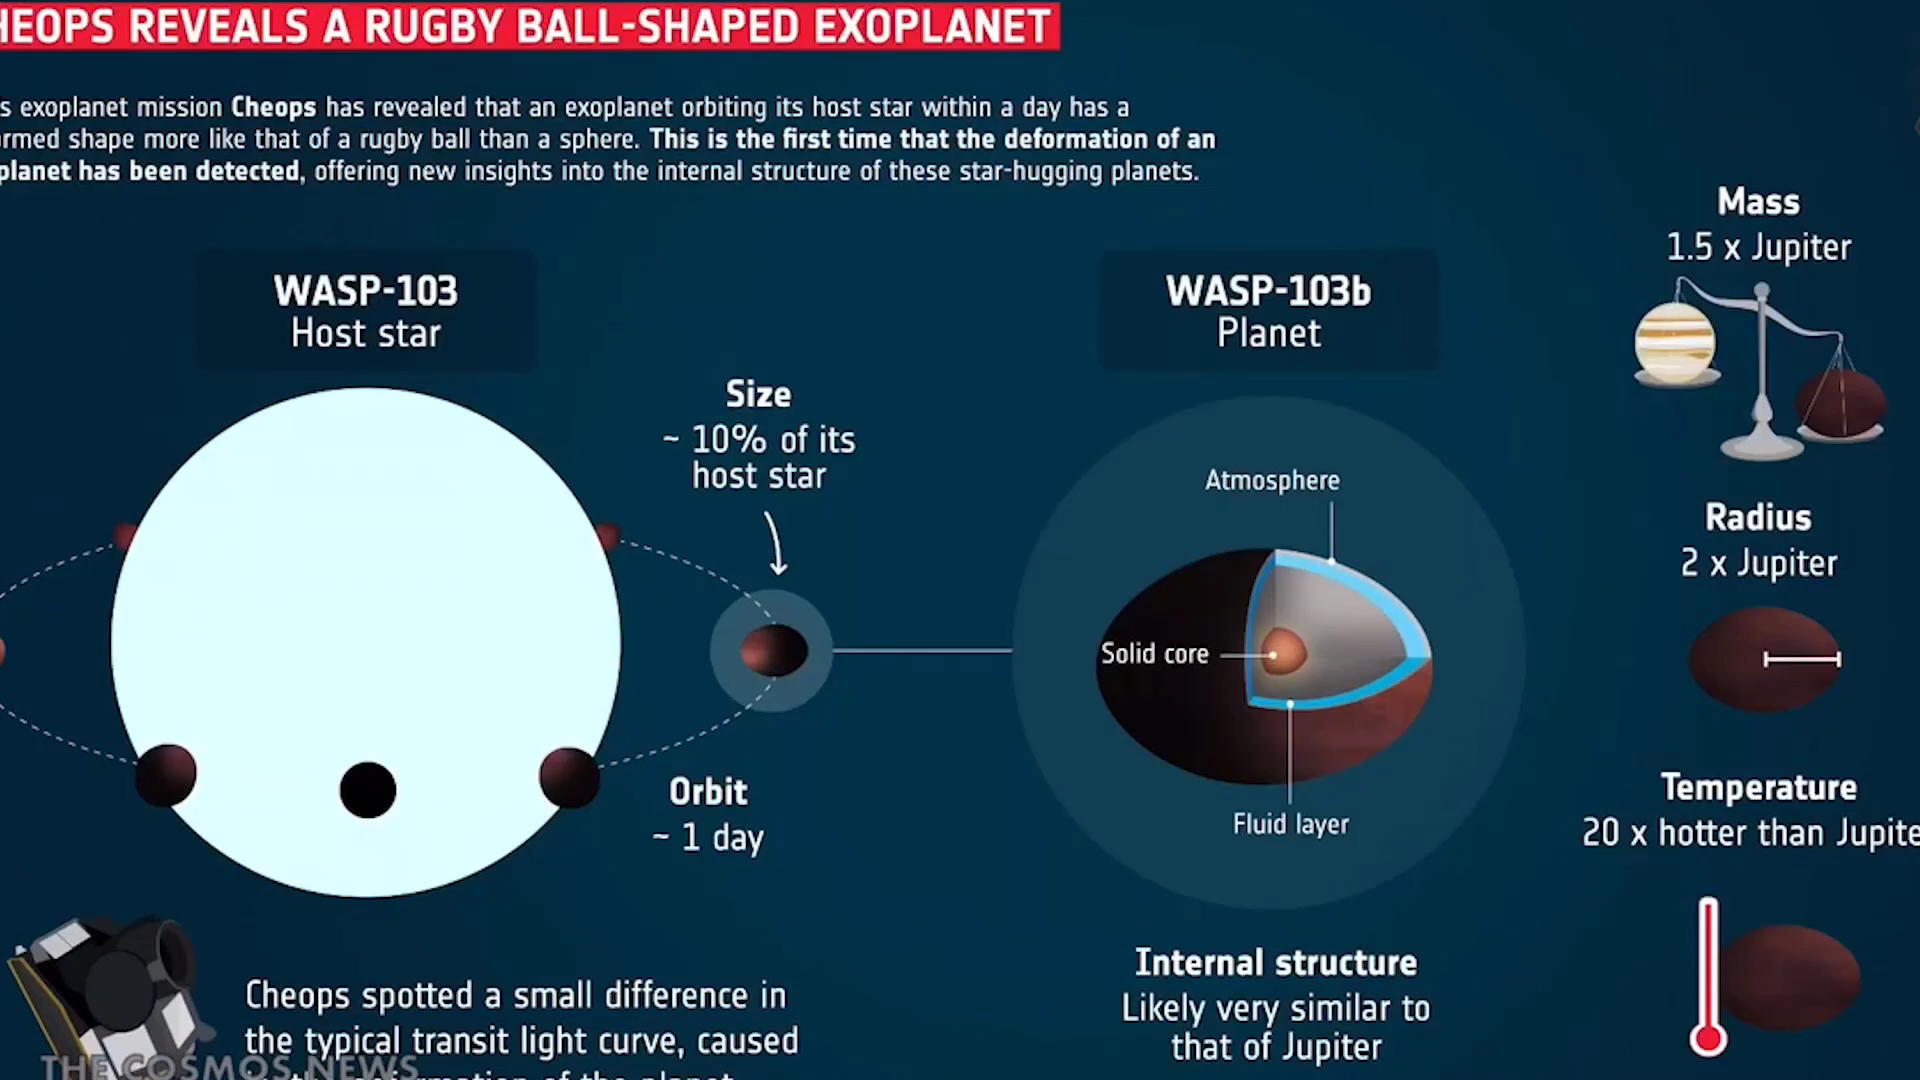 HEOPS REVEALS A RUGBY BALL-SHAPED EXOPLANET
s exoplanet mission Cheops has revealed that an exoplanet orbiting its host star within a day has a
rmed shape more like that of a rugby ball than a sphere. This is the first time that the deformation of an
planet has been detected, offering new insights into the internal structure of these star-hugging planets.
WASP-103
Host star
Size
~ 10% of its
host star
Orbit
~ 1 day
WASP-103b
Planet
Atmosphere
Solid core
Fluid layer
Internal structure
Likely very similar to
that of Jupiter
Mass
1.5 x Jupiter
Radius
2 x Jupiter
Temperature
20 x hotter than Jupite
Cheops spotted a small difference in
the typical transit light curve, caused
of the planet
THE COSMOS NEWS